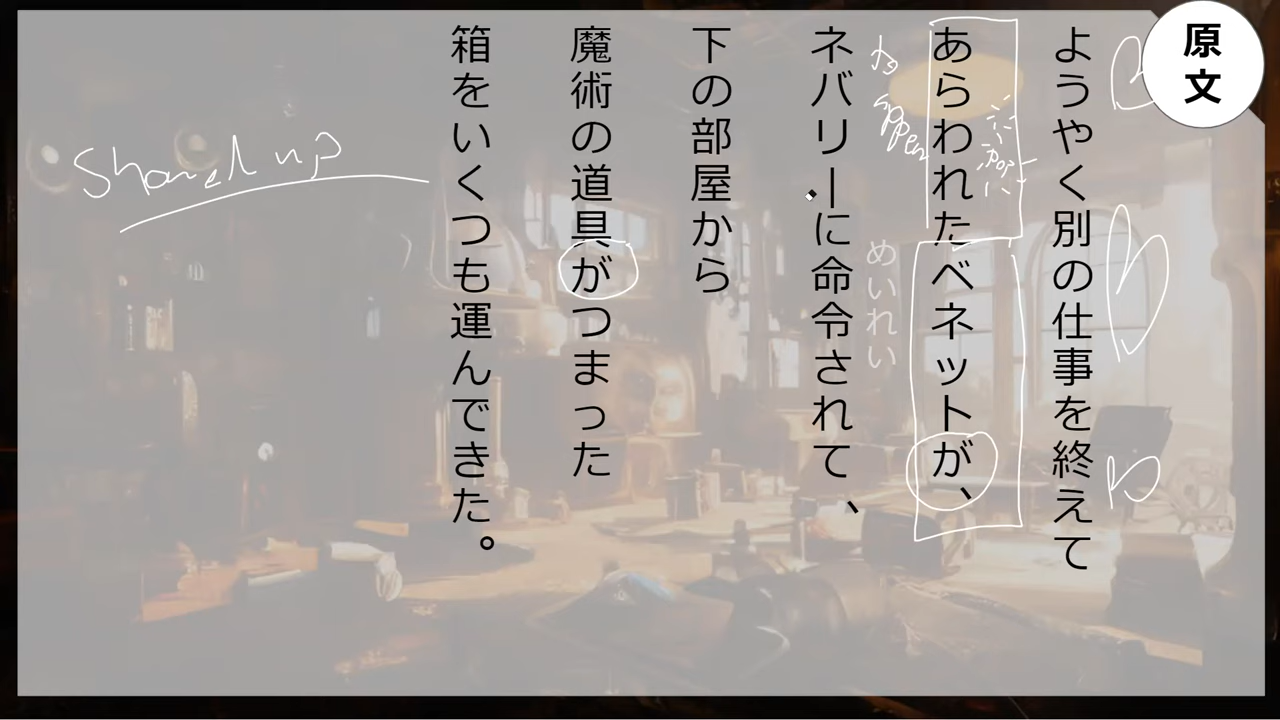 原文
ようやく別の仕事を終えて
あらわれたベネットが、
ネバリーに命令されて、
めいれい
下の部屋から
魔術の道具がつまった
箱をいくつも運んできた。